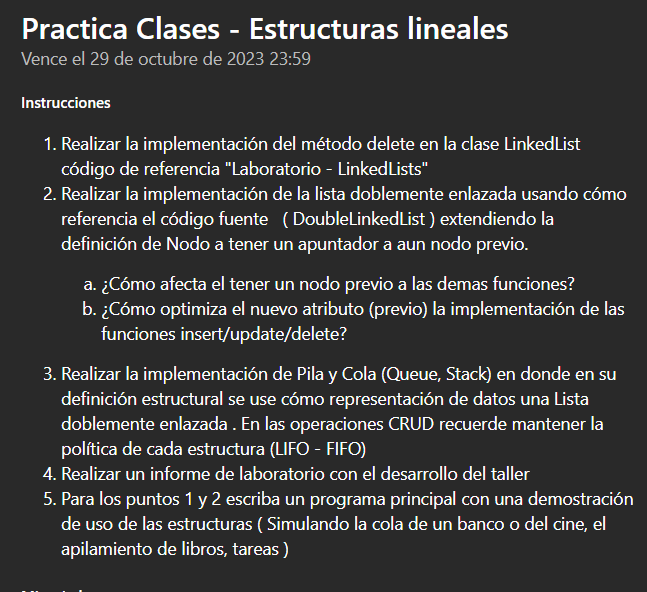 Practica Clases - Estructuras lineales
Vence el 29 de octubre de 2023 23:59
Instrucciones
1. Realizar la implementación del método delete en la clase LinkedList
código de referencia "Laboratorio - LinkedLists"
2. Realizar la implementación de la lista doblemente enlazada usando cómo
referencia el código fuente ( DoubleLinkedList ) extendiendo la
definición de Nodo a tener un apuntador a aun nodo previo.
a. ¿Cómo afecta el tener un nodo previo a las demas funciones?
b. ¿Cómo optimiza el nuevo atributo (previo) la implementación de las
funciones insert/update/delete?
3. Realizar la implementación de Pila y Cola (Queue, Stack) en donde en su
definición estructural se use cómo representación de datos una Lista
doblemente enlazada . En las operaciones CRUD recuerde mantener la
política de cada estructura (LIFO - FIFO)
4. Realizar un informe de laboratorio con el desarrollo del taller
5. Para los puntos 1 y 2 escriba un programa principal con una demostración
de uso de las estructuras ( Simulando la cola de un banco o del cine, el
apilamiento de libros, tareas )